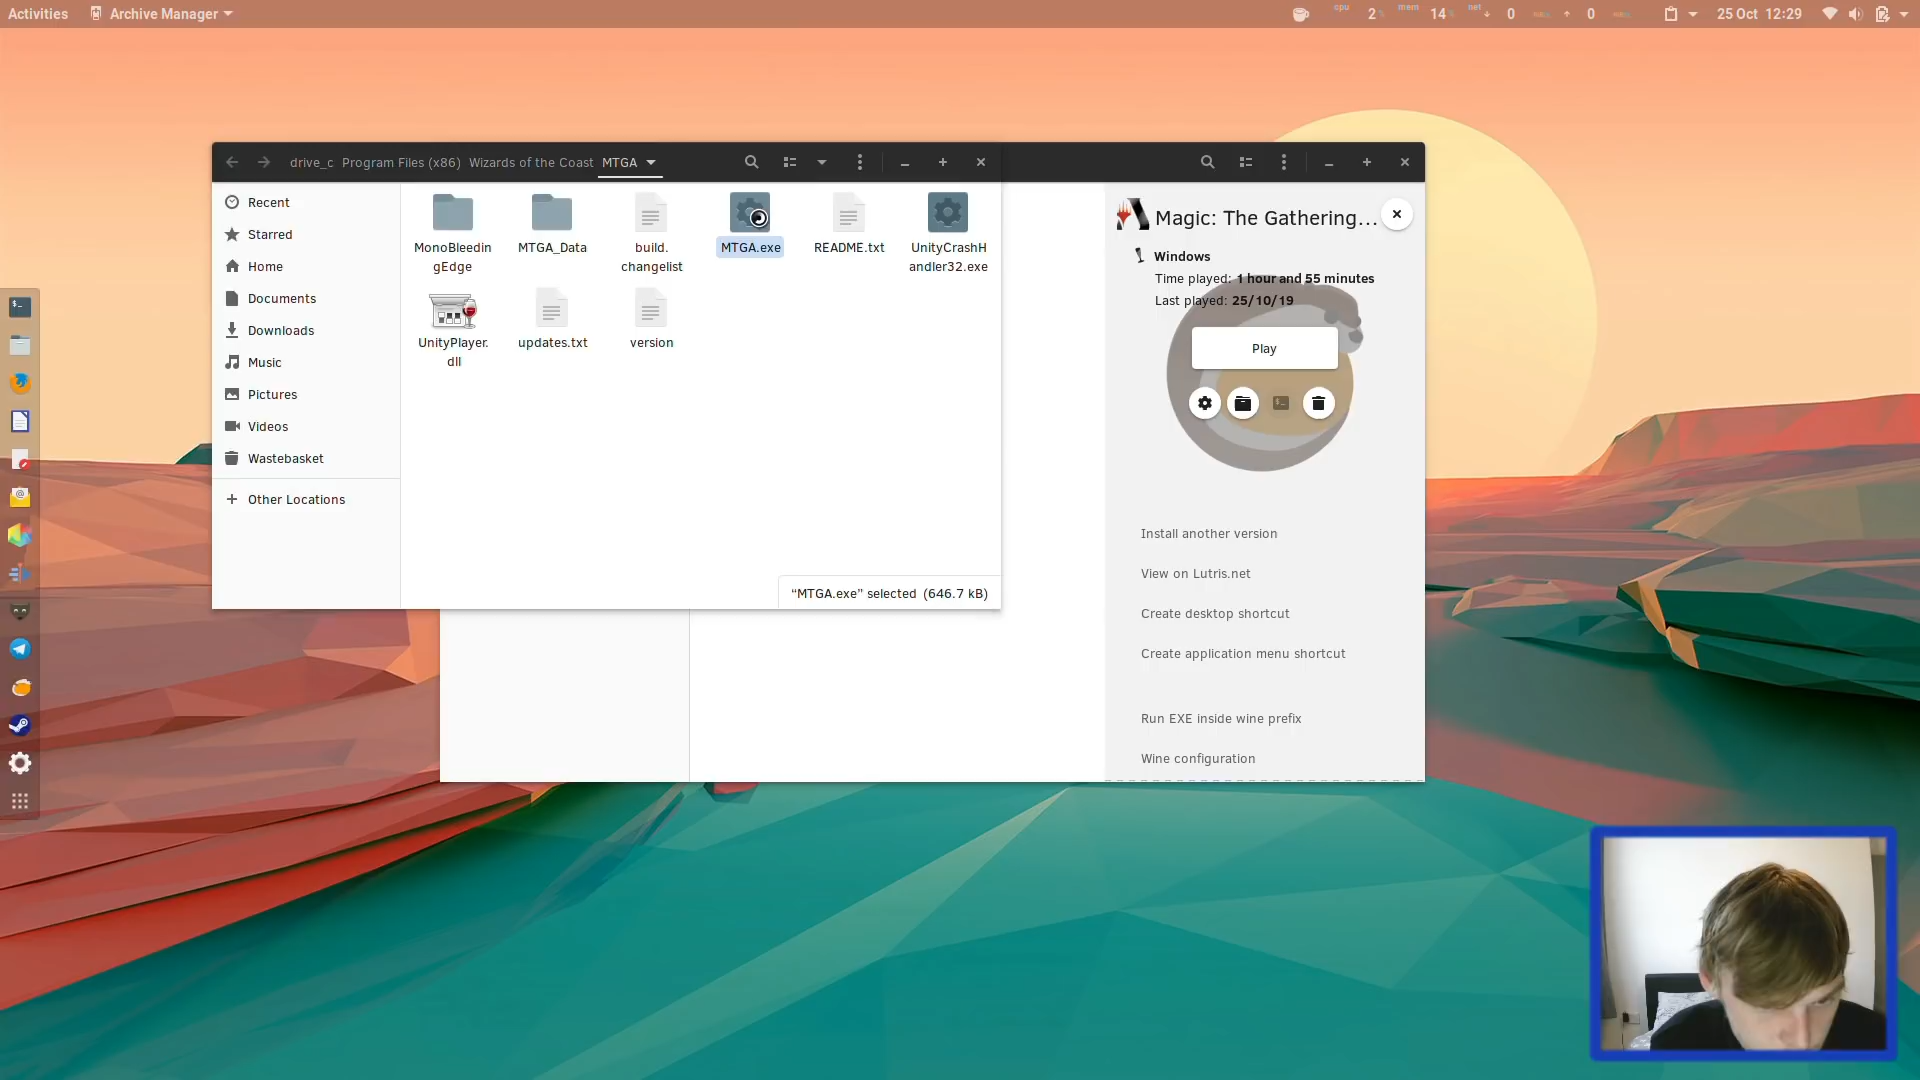 Activities
Archive Manager
cpu 2 mem 14 net 0 0
25 Oct 12:29
drive_c Program Files (x86) Wizards of the Coast MTGA
Recent
Starred
Home
Documents
Downloads
Music
Pictures
Videos
Wastebasket
Other Locations
MonoBleedin
gEdge
MTGA_Data
build.
changelist
MTGA.exe
README.txt
UnityCrashH
andler32.exe
UnityPlayer.
dll
updates.txt
version
“MTGA.exe” selected (646.7 kB)
Magic: The Gathering…
Windows
Time played: 1 hour and 55 minutes
Last played: 25/10/19
Play
Install another version
View on Lutris.net
Create desktop shortcut
Create application menu shortcut
Run EXE inside wine prefix
Wine configuration